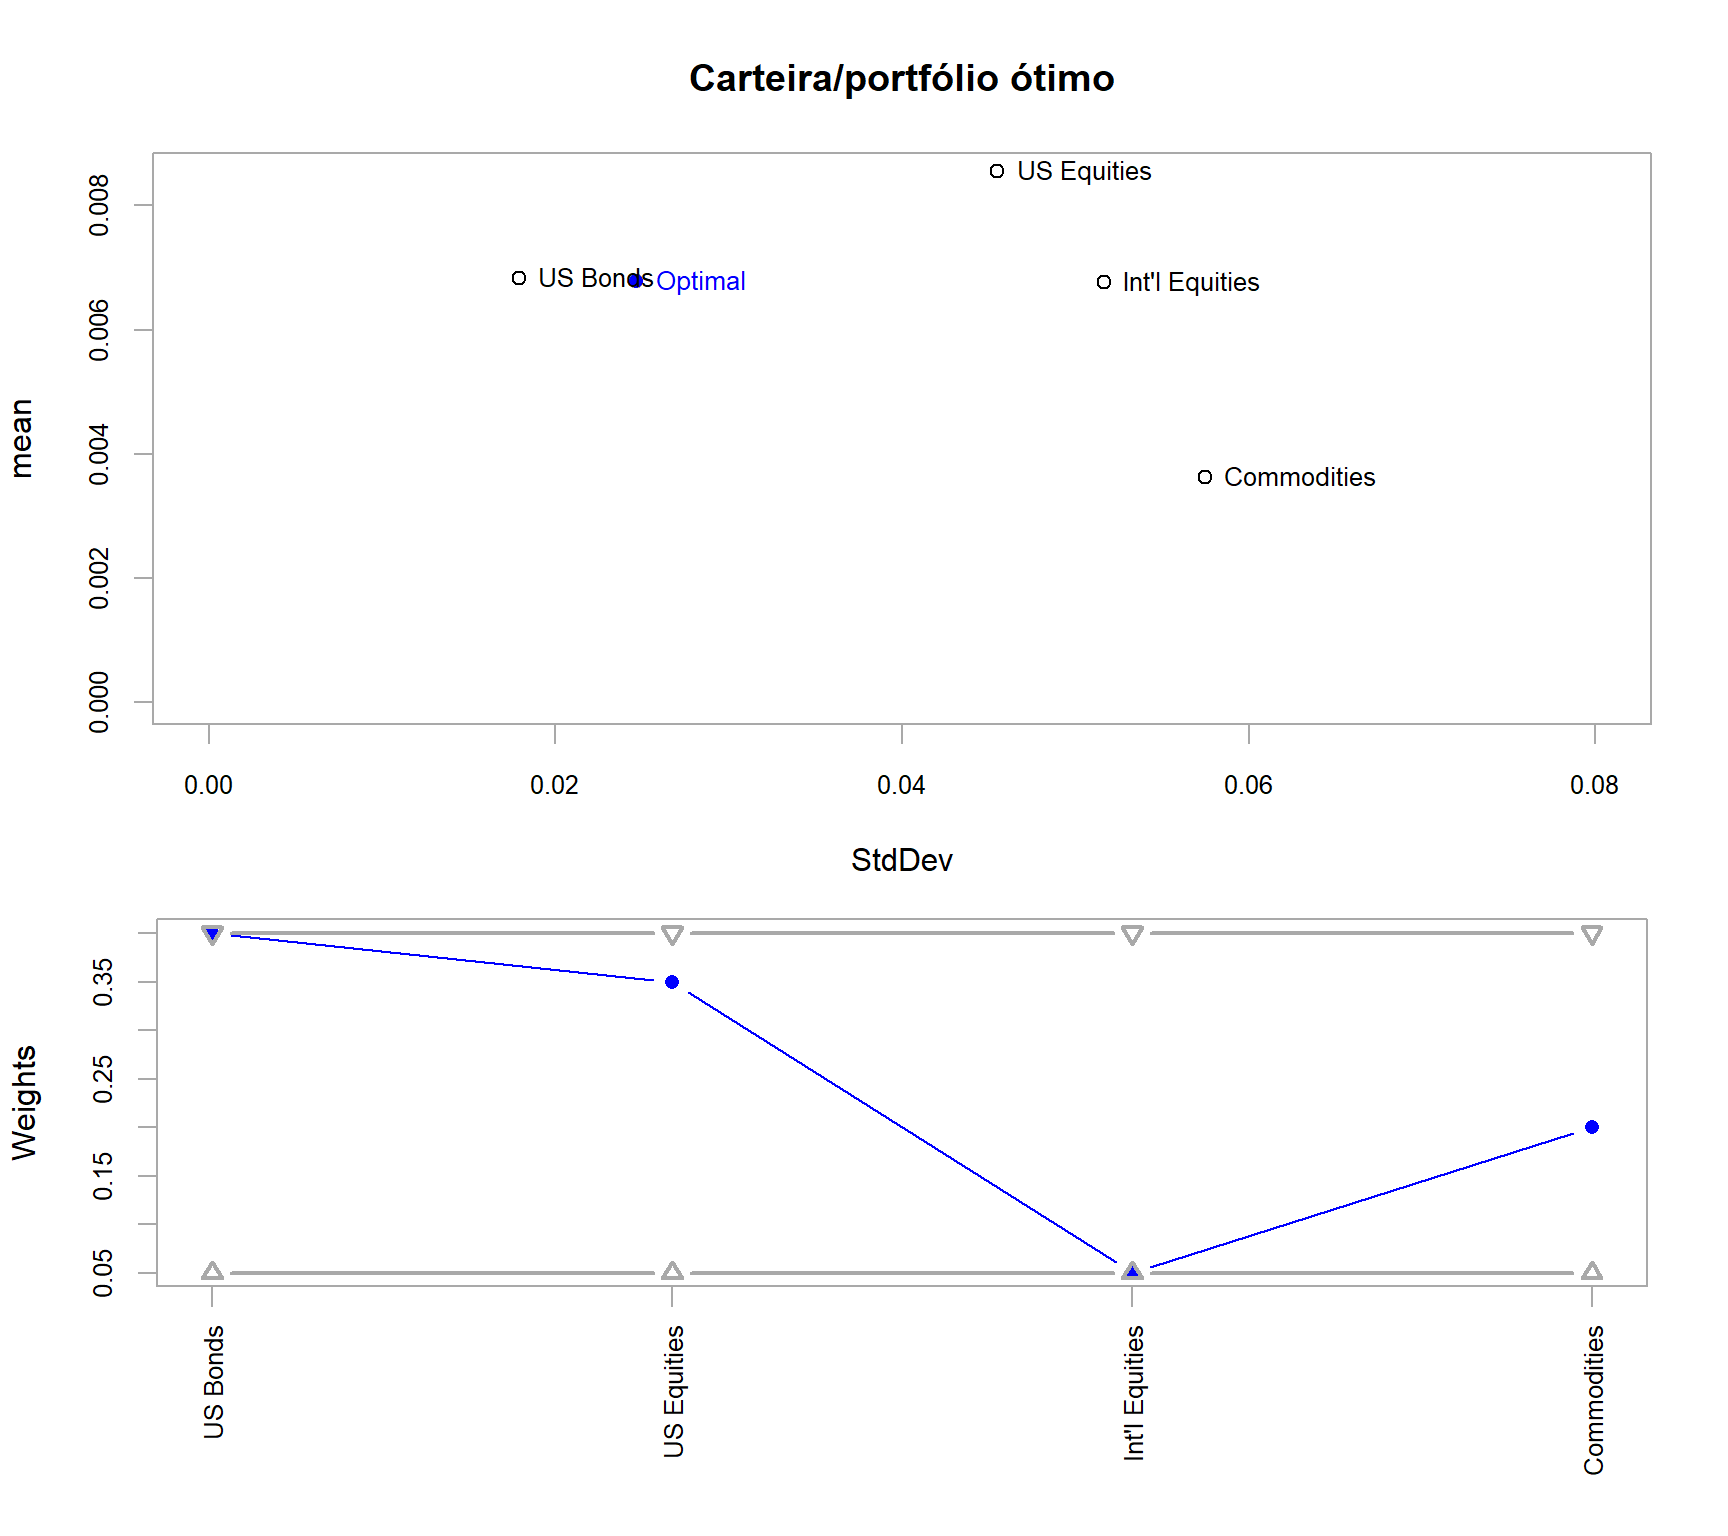 Carteira/portfólio ótimo
mean
0.008
0.006
0.004
0.002
0.000
US Equities
US Bonds
Optimal
Int'l Equities
Commodities
0.00 0.02 0.04 0.06 0.08
StdDev
Weights
0.35
0.25
0.15
0.05
US Bonds
US Equities
Int'l Equities
Commodities